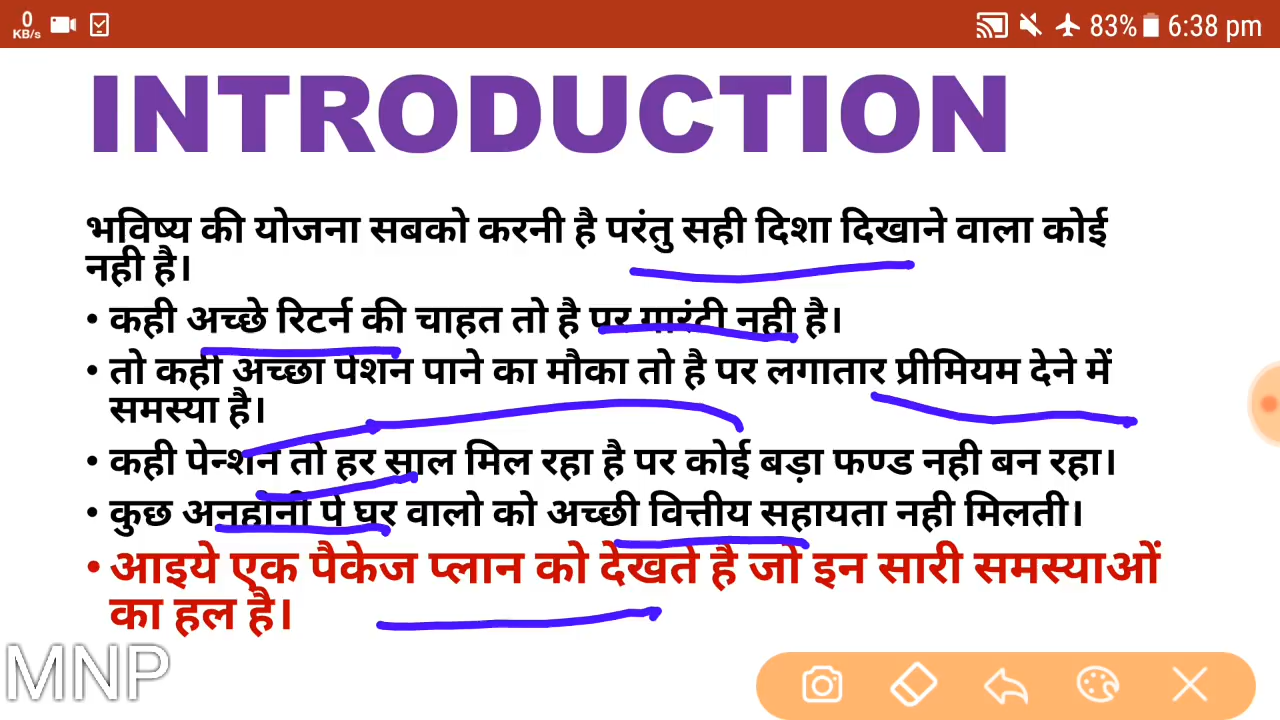 0
KB/s
83% 6:38 pm
INTRODUCTION
भविष्य की योजना सबको करनी है परंतु सही दिशा दिखाने वाला कोई
नही है।
• कही अच्छे रिटर्न की चाहत तो है पर गारंटी नही है।
• तो कही अच्छा पेंशन पाने का मौका तो है पर लगातार प्रीमियम देने में
समस्या है।
• कही पेन्शन तो हर साल मिल रहा है पर कोई बड़ा फण्ड नही बन रहा।
• कुछ अनहोनी पे घर वालो को अच्छी वित्तीय सहायता नही मिलती।
• आइये एक पैकेज प्लान को देखते है जो इन सारी समस्याओं
का हल है।
MNP